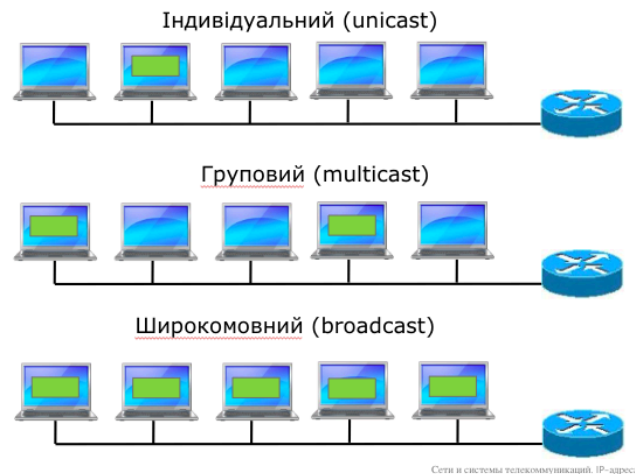 Індивідуальний (unicast)
Груповий (multicast)
Широкомовний (broadcast)
Сети и системы телекоммуникаций. IP-адрес